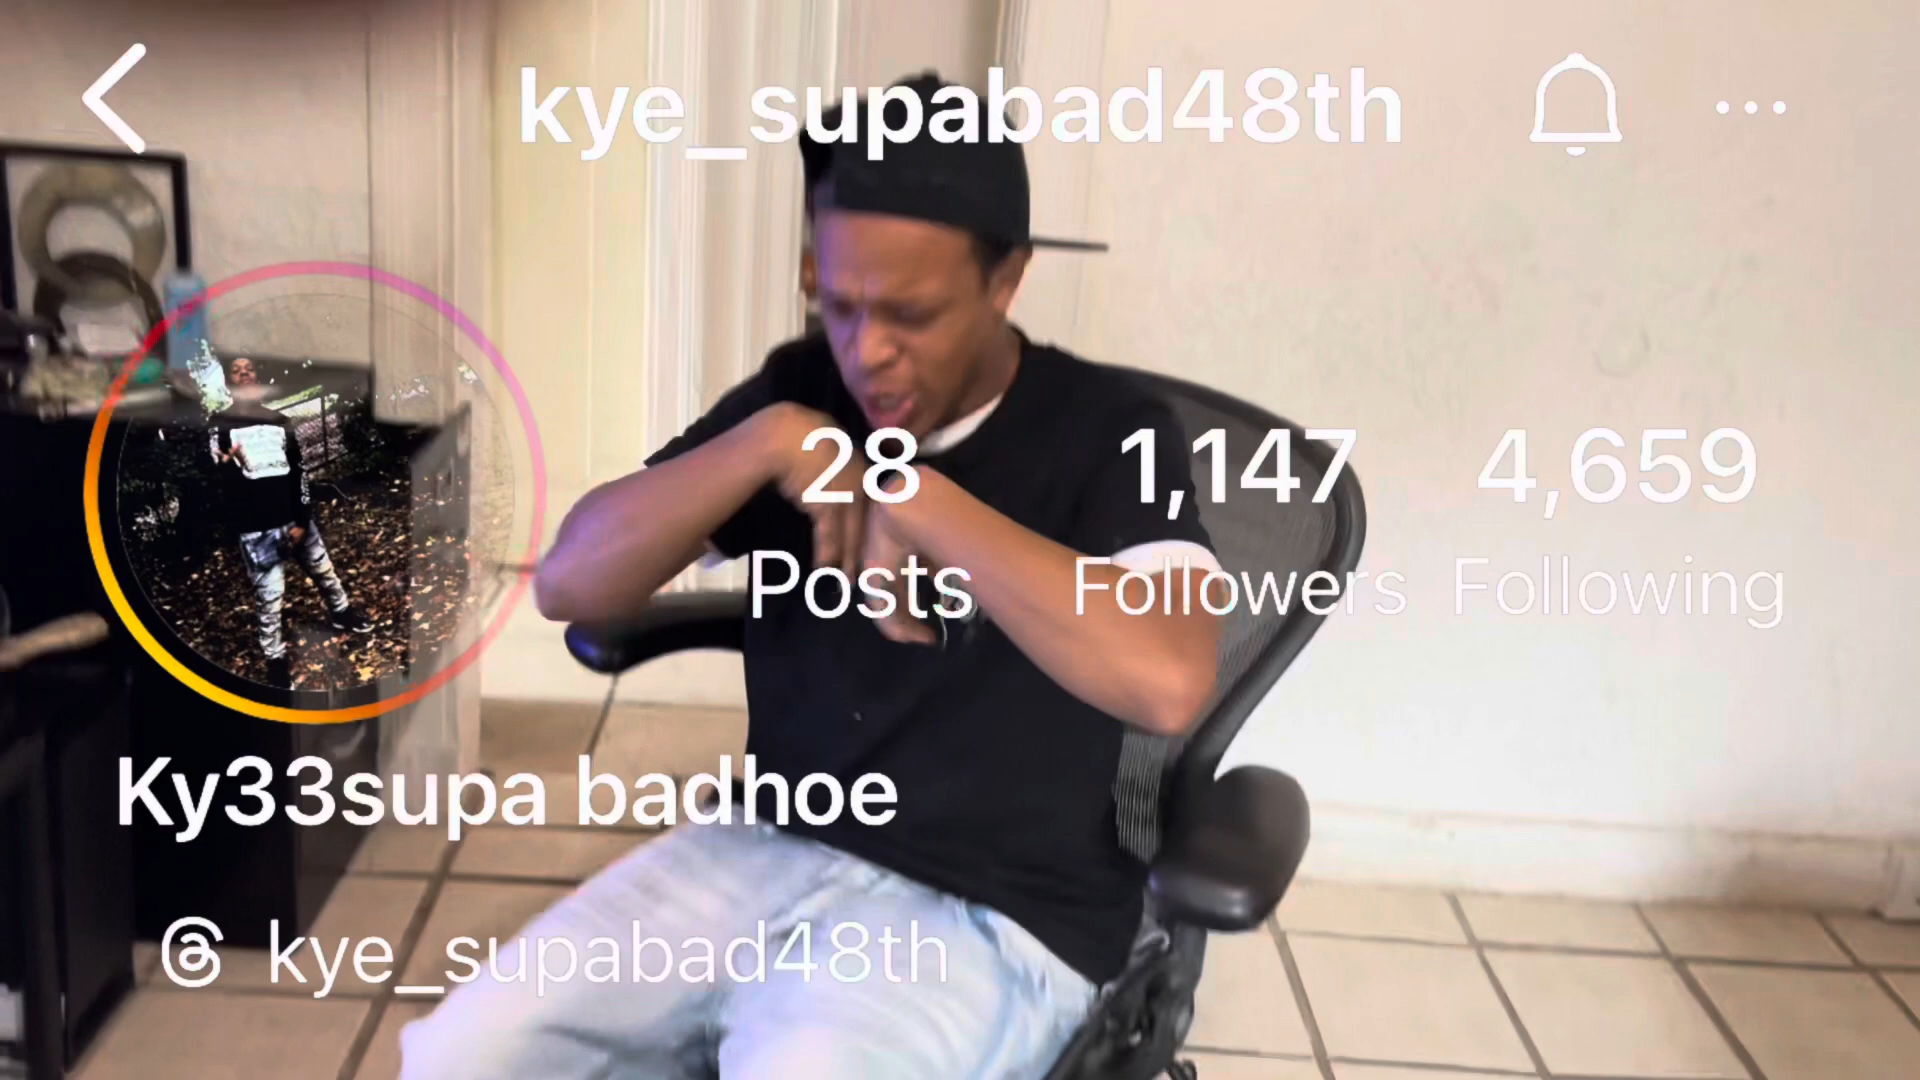 kye_supabad48th
28 1,147 4,659
Posts Followers Following
Ky33supa badhoe
kye_supabad48th